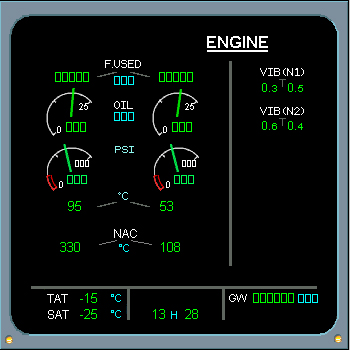 ENGINE
F.USED
VIB(N1)
0.3 0.5
25 OIL 25
VIB(N2)
0.6 0.4
0 0
PSI
0 0
95 °C 53
NAC
330 °C 108
TAT -15 °C
GW
SAT -25 °C
13 H 28